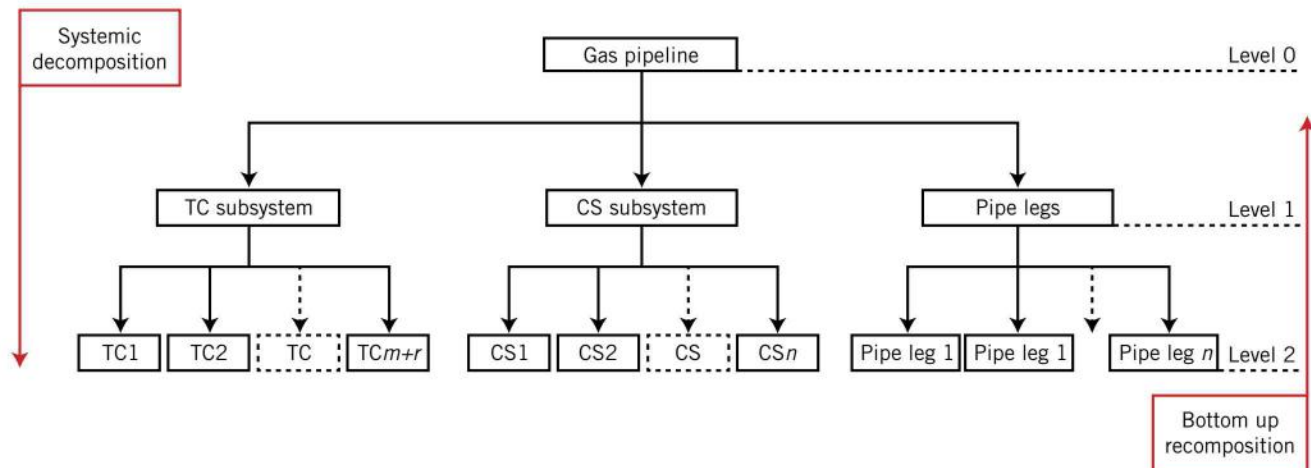 Systemic
decomposition
Gas pipeline
Level 0
TC subsystem
CS subsystem
Pipe legs
Level 1
TC1
TC2
TC
TCm+r
CS1
CS2
CS
CSn
Pipe leg 1
Pipe leg 1
Pipe leg n
Level 2
Bottom up
recomposition